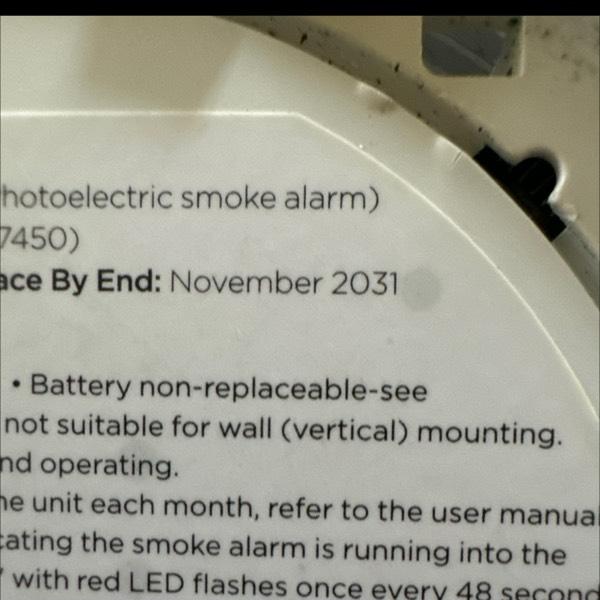 hotoelectric smoke alarm)
7450)
ace By End: November 2031
• Battery non-replaceable-see
not suitable for wall (vertical) mounting.
nd operating.
he unit each month, refer to the user manual
cating the smoke alarm is running into the
" with red LED flashes once every 48 second